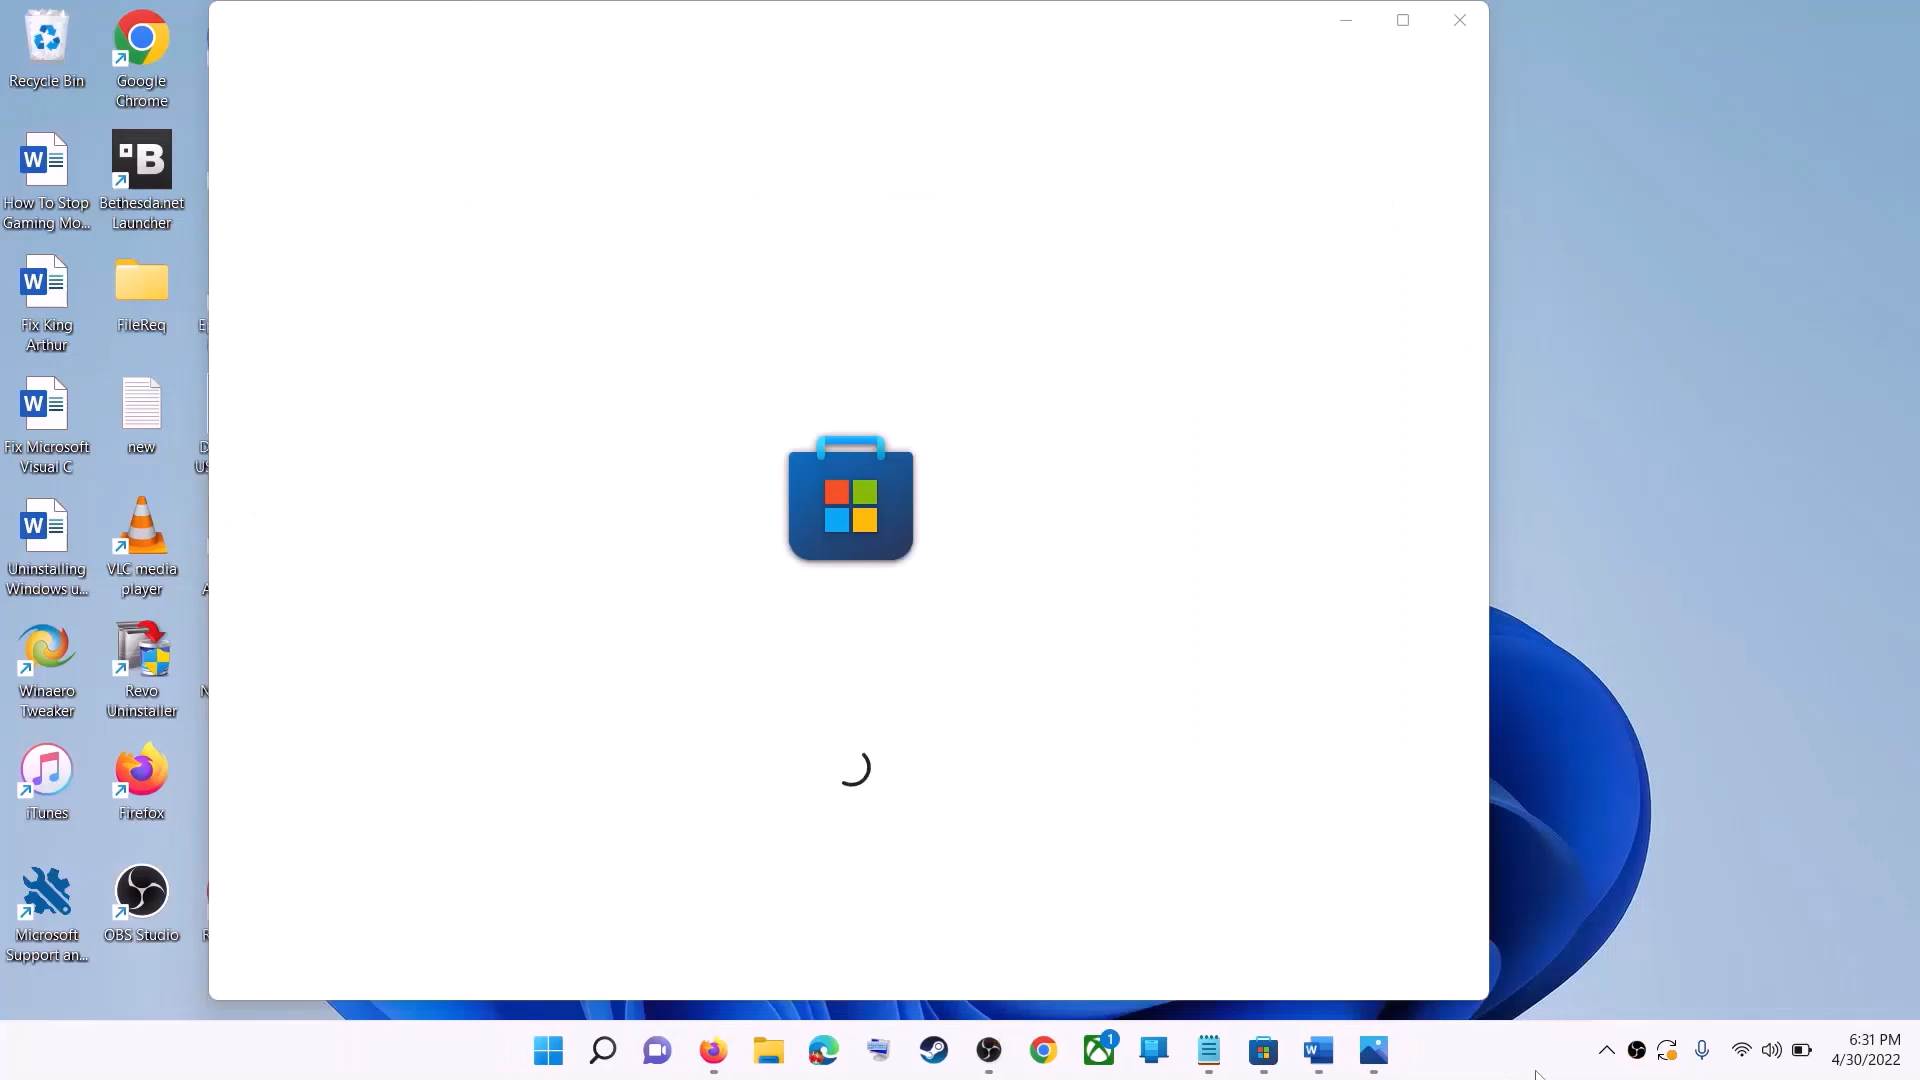 Recycle Bin
Google
Chrome
How To Stop
Gaming Mo...
Bethesda.net
Launcher
Fix King
Arthur
FileReq
Fix Microsoft
Visual C
new
Uninstalling
Windows u...
VLC media
player
Winaero
Tweaker
Revo
Uninstaller
iTunes
Firefox
Microsoft
Support an...
OBS Studio
1
6:31 PM
4/30/2022